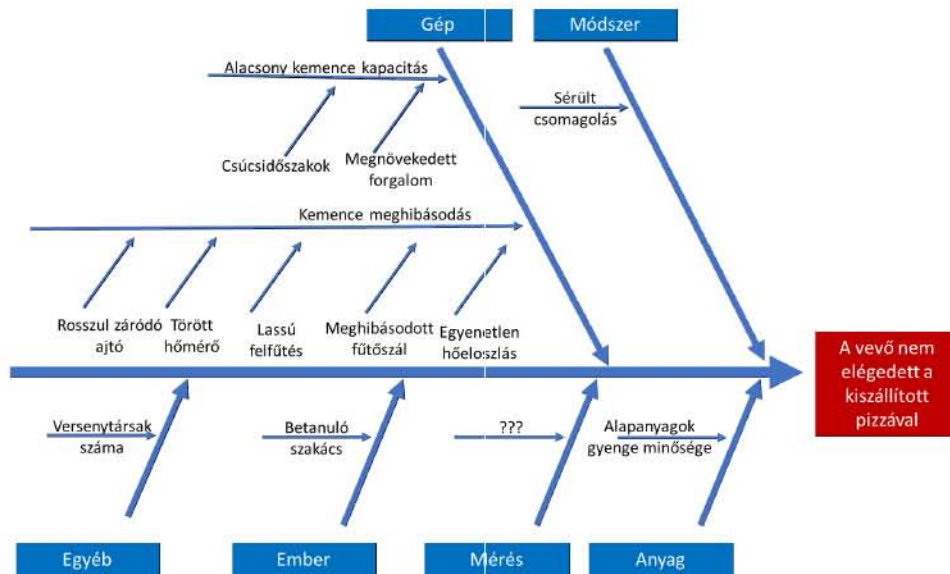 Gép
Módszer
Alacsony kemence kapacitás
Sérült
csomagolás
Csúcsidőszakok
Megnövekedett
forgalom
Kemence meghibásodás
Rosszul záródó
ajtó
Törött
hőmérő
Lassú
felfűtés
Meghibásodott
fűtőszál
Egyenetlen
hőeloszlás
A vevő nem
elégedett a
kiszállított
pizzával
Versenytársak
száma
Betanuló
szakács
???
Alapanyagok
gyenge minősége
Egyéb
Ember
Mérés
Anyag